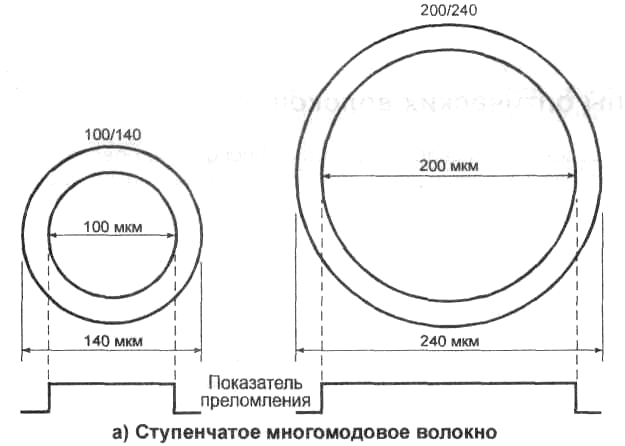 200/240
100/140
200 мкм
100 мкм
140 мкм
240 мкм
Показатель
преломления
а) Ступенчатое многомодовое волокно